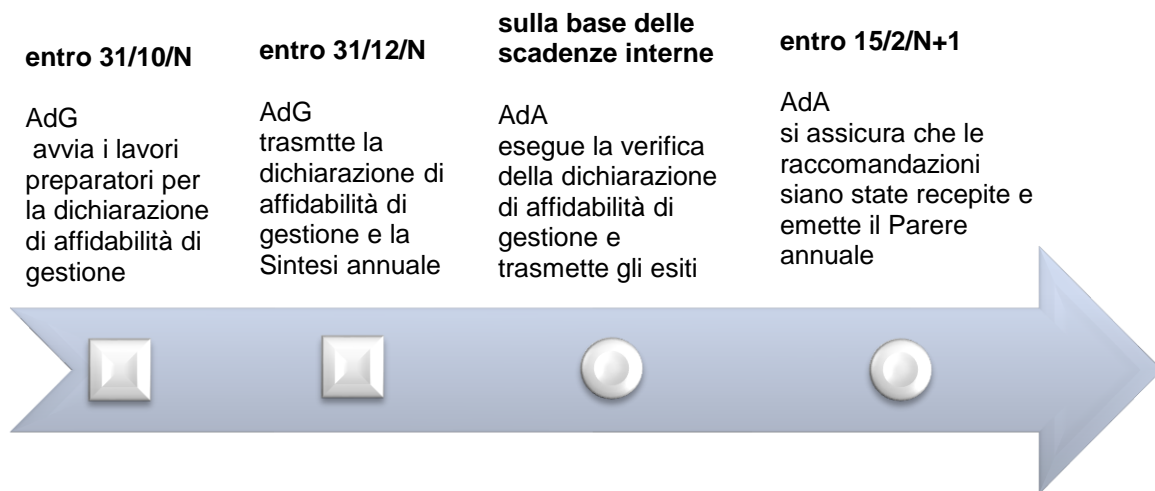 entro 31/10/N
AdG
avvia i lavori
preparatori per
la dichiarazione
di affidabilità di
gestione
entro 31/12/N
AdG
trasmtte la
dichiarazione di
affidabilità di
gestione e la
Sintesi annuale
sulla base delle
scadenze interne
AdA
esegue la verifica
della dichiarazione
di affidabilità di
gestione e
trasmette gli esiti
entro 15/2/N+1
AdA
si assicura che le
raccomandazioni
siano state recepite e
emette il Parere
annuale